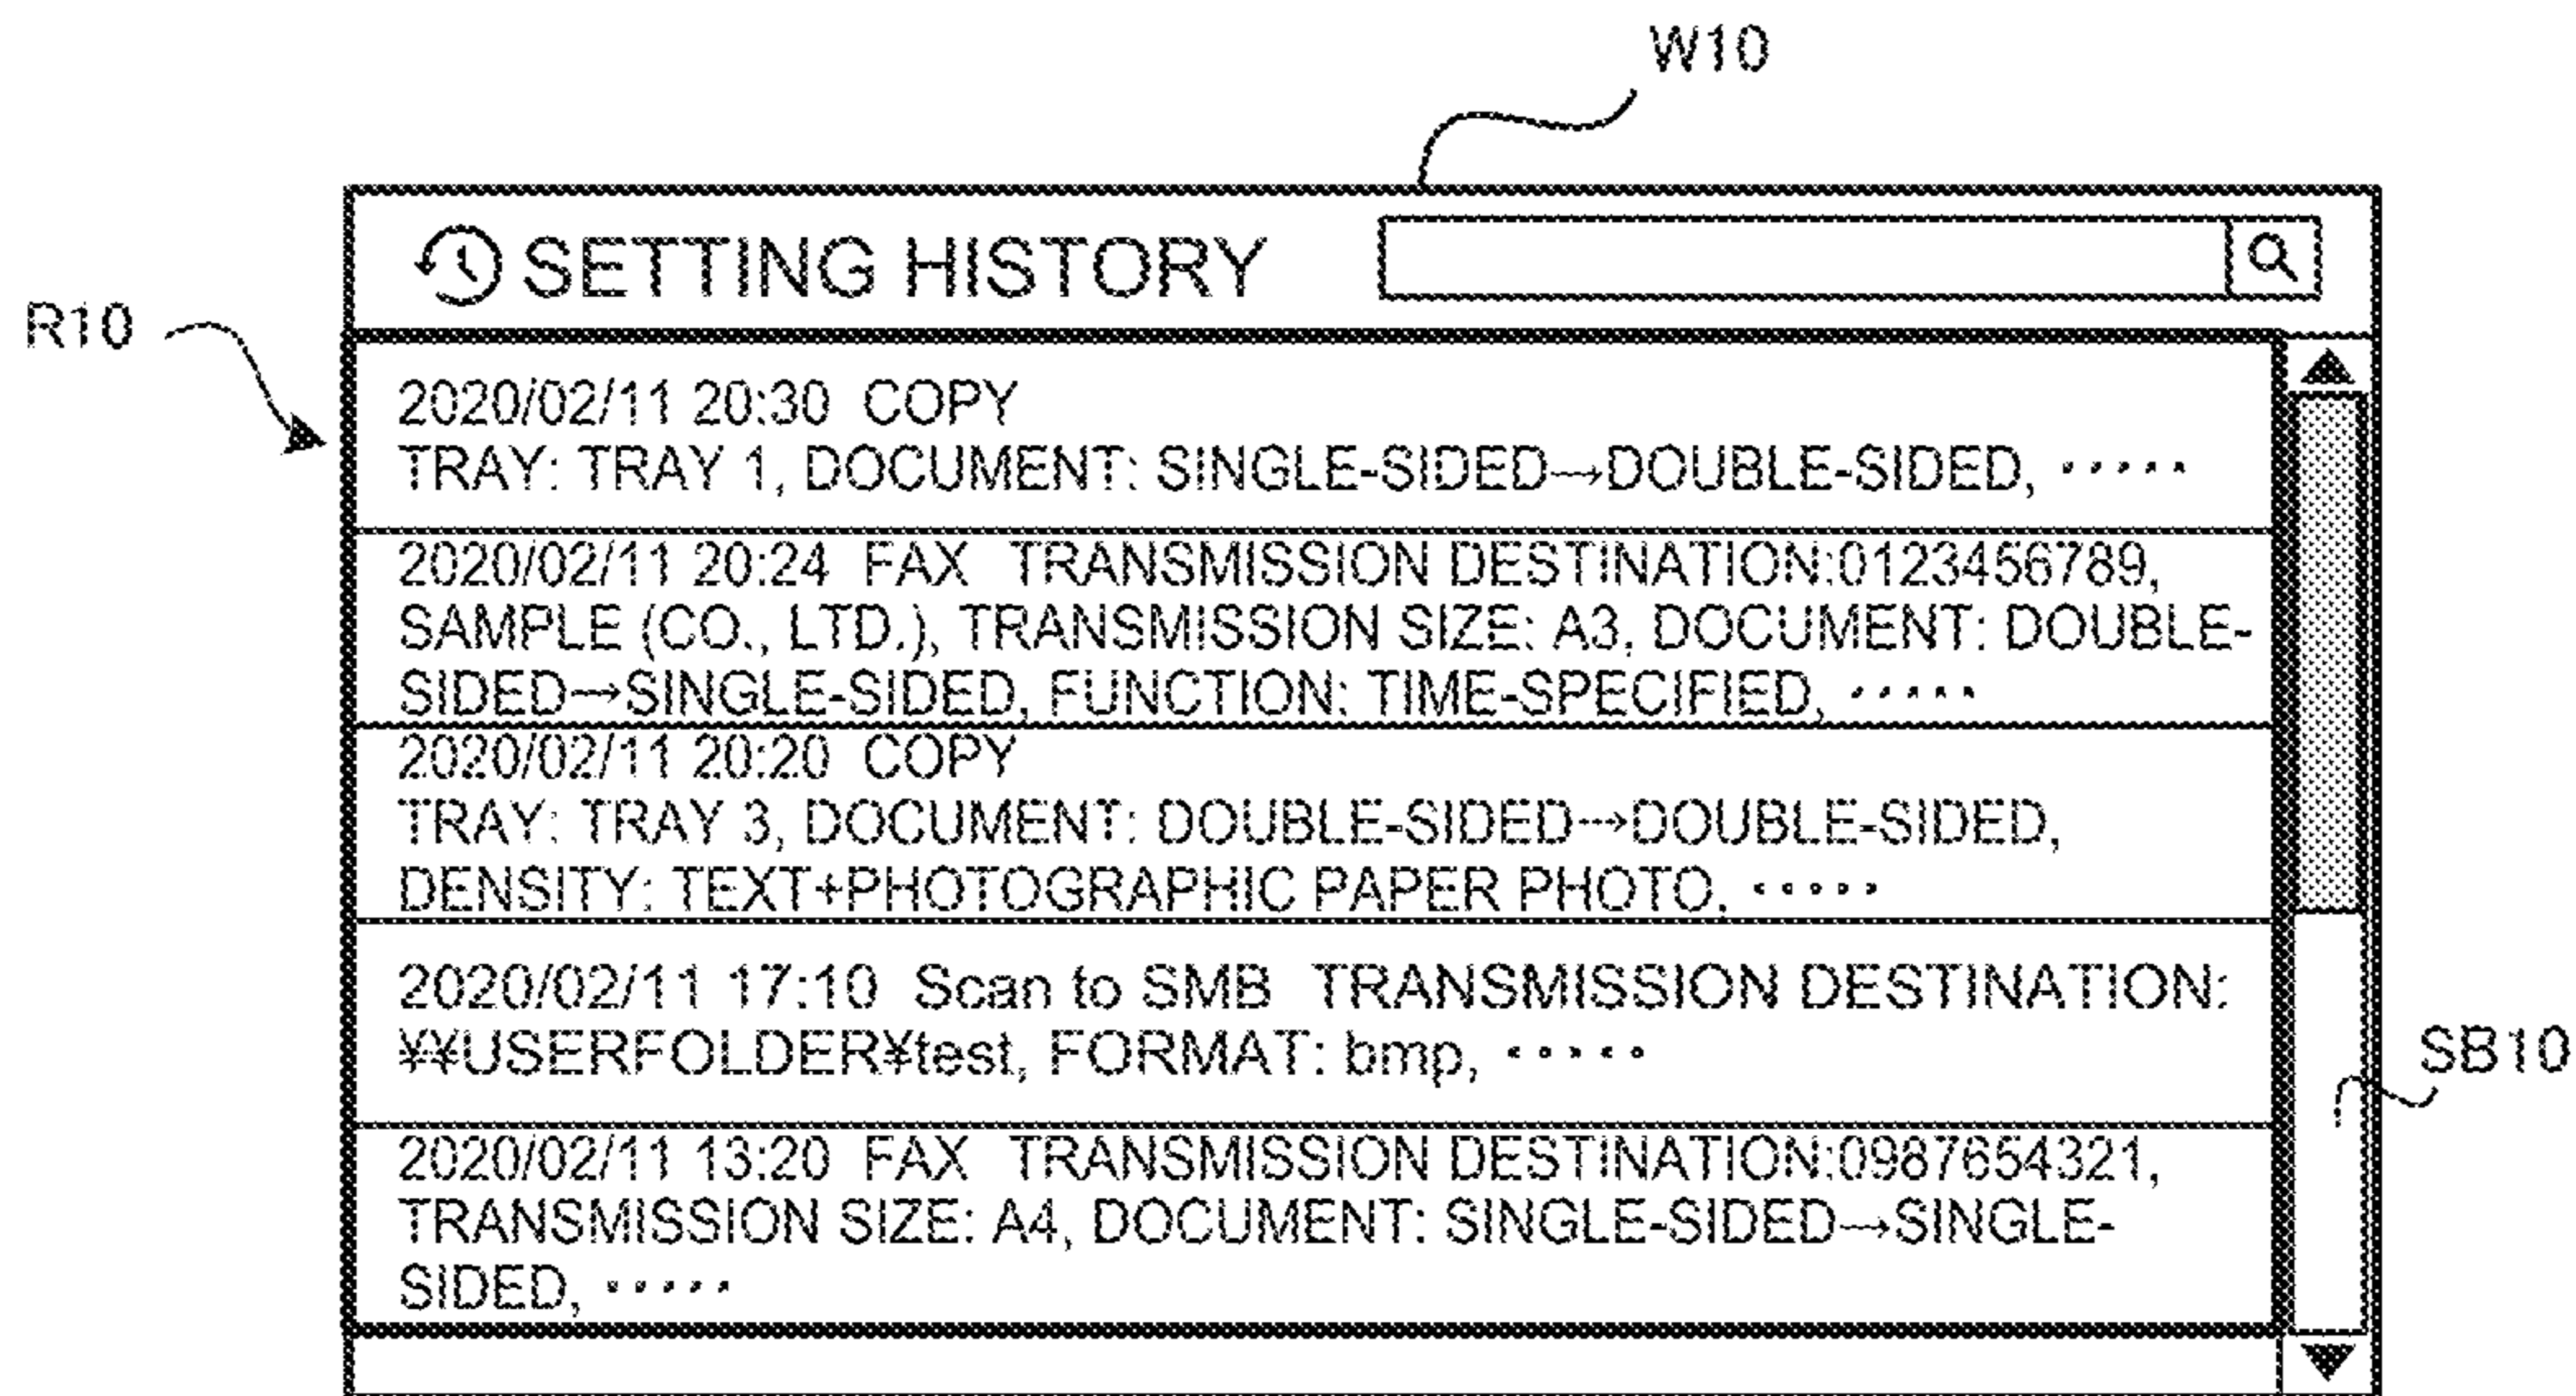 W10
SETTING HISTORY
R10
2020/02/11 20:30 COPY
TRAY: TRAY 1, DOCUMENT: SINGLE-SIDED→DOUBLE-SIDED, ·····
2020/02/11 20:24 FAX TRANSMISSION DESTINATION:0123456789,
SAMPLE (CO., LTD.), TRANSMISSION SIZE: A3, DOCUMENT: DOUBLE-
SIDED→SINGLE-SIDED, FUNCTION: TIME-SPECIFIED, ·····
2020/02/11 20:20 COPY
TRAY: TRAY 3, DOCUMENT: DOUBLE-SIDED→DOUBLE-SIDED,
DENSITY: TEXT+PHOTOGRAPHIC PAPER PHOTO, ·····
2020/02/11 17:10 Scan to SMB TRANSMISSION DESTINATION:
¥¥USERFOLDER¥test, FORMAT: bmp, ·····
SB10
2020/02/11 13:20 FAX TRANSMISSION DESTINATION:0987654321,
TRANSMISSION SIZE: A4, DOCUMENT: SINGLE-SIDED→SINGLE-
SIDED, ·····